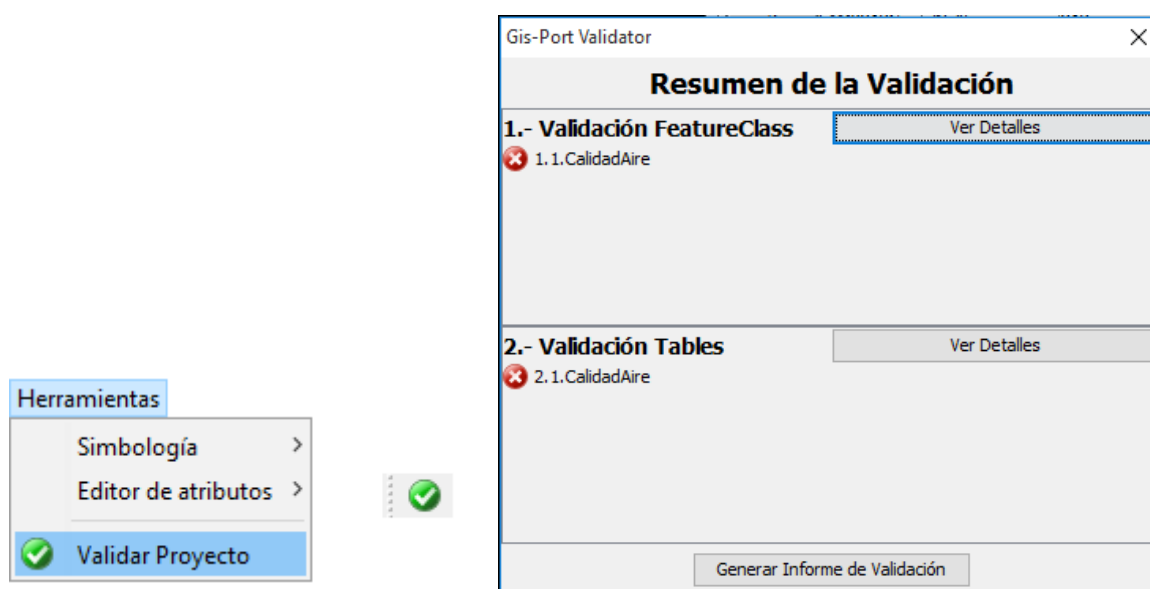 Gis-Port Validator
Resumen de la Validación
1.- Validación FeatureClass
Ver Detalles
1.1.CalidadAire
2.- Validación Tables
Ver Detalles
2.1.CalidadAire
Generar Informe de Validación
Herramientas
Simbología
Editor de atributos
Validar Proyecto